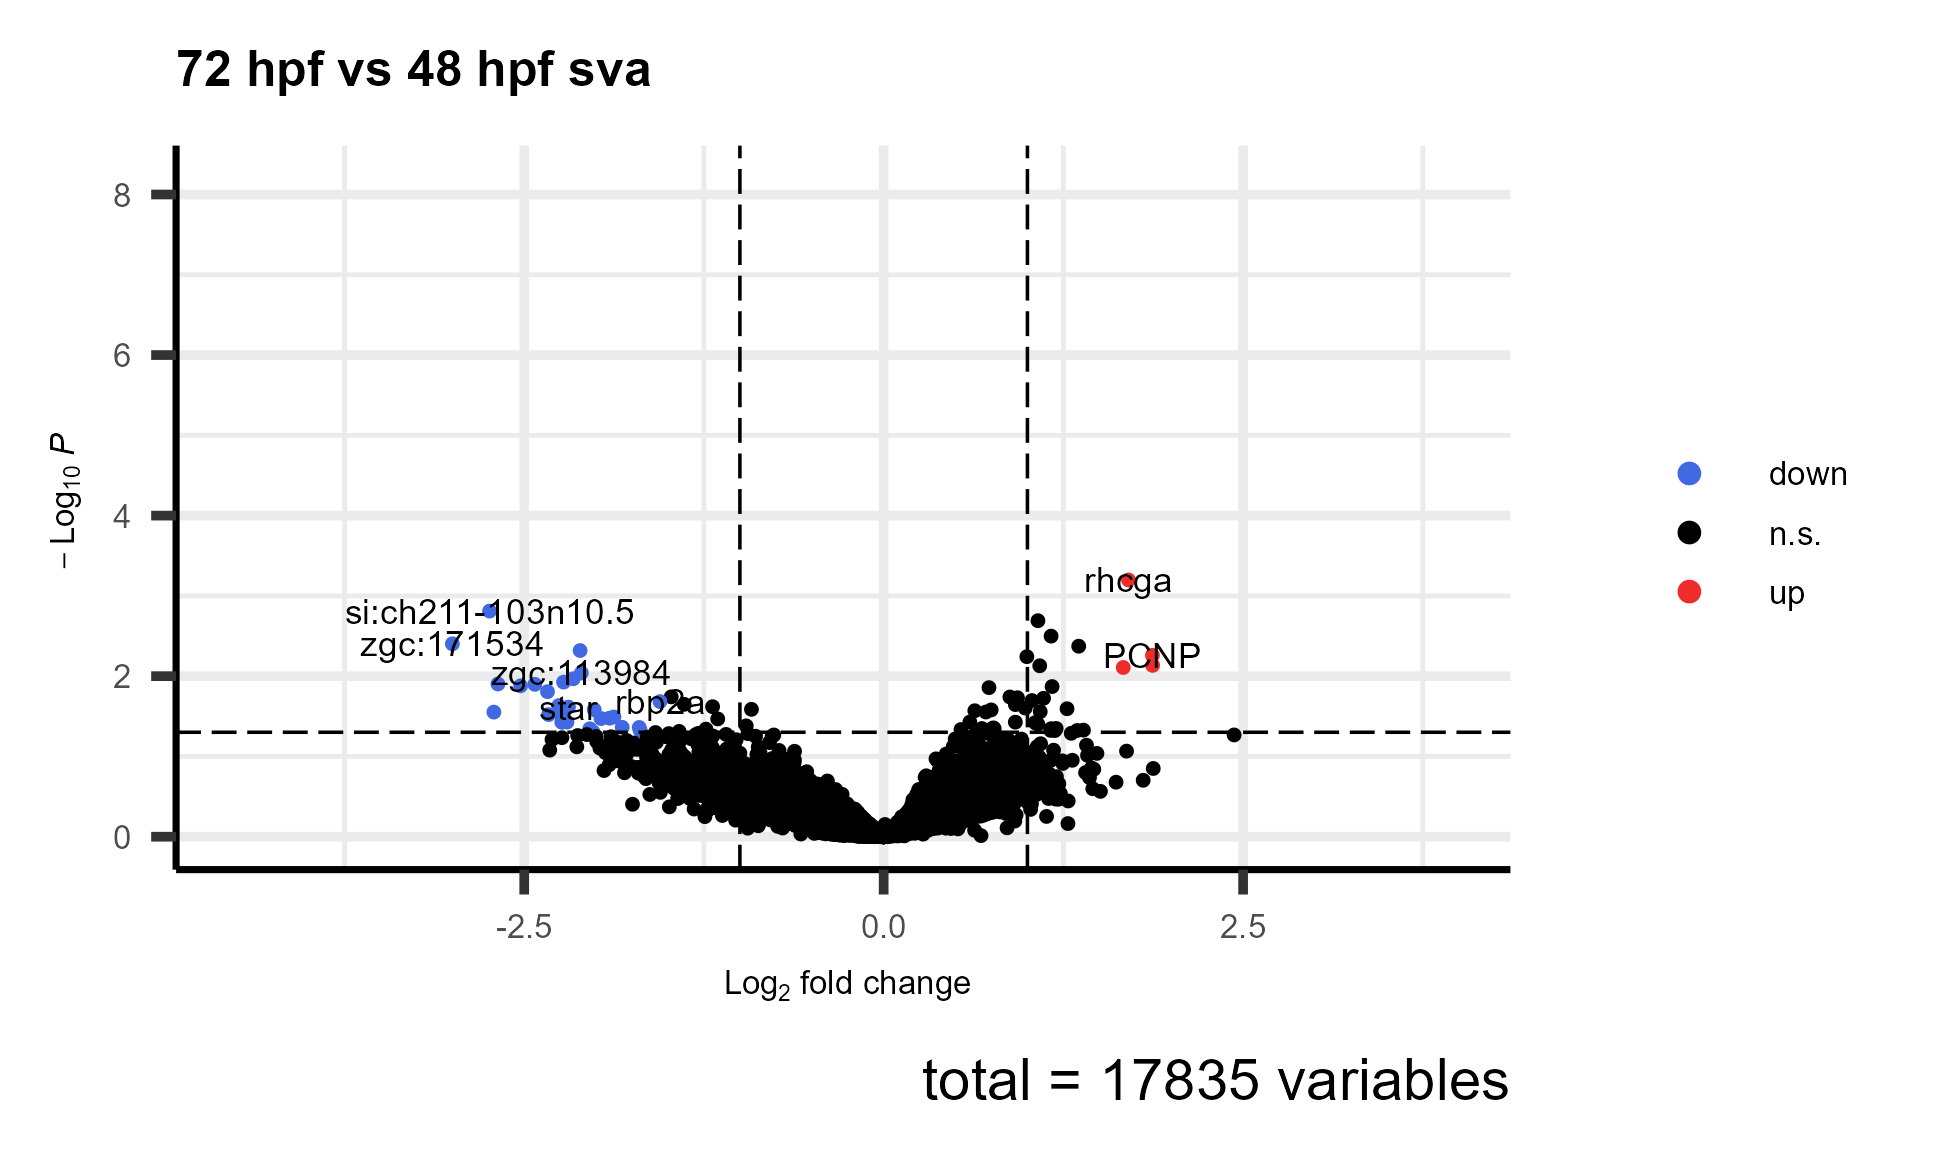 72 hpf vs 48 hpf sva
8
6
4
2
0
− Log10 P
rhcga
si:ch211-103n10.5
zgc:171534
PCNP
zgc:113984
rbp2a
star
down
n.s.
up
-2.5 0.0 2.5
Log2 fold change
total = 17835 variables